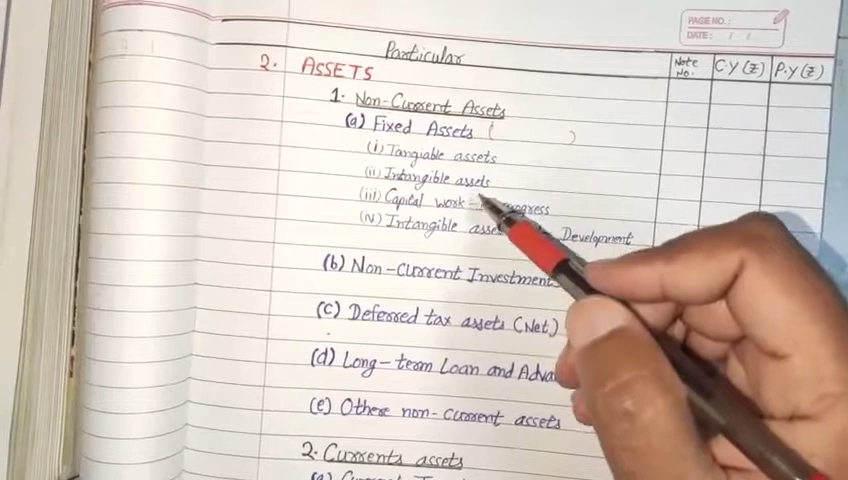 PAGE NO.:
DATE: / /
Particular
Note No.
C.Y (₹)
P.Y (₹)
2. ASSETS
1. Non-Current Assets
(a) Fixed Assets ( )
(i) Tangiable assets
(ii) Intangible assets
(iii) Capital work-
(iv) Intangible Development
(b) Non-Current Investment
(c) Deferred tax assets (Net)
(d) Long-term Loan and
(e) Othere non-current assets
2. Currents assets
(a)